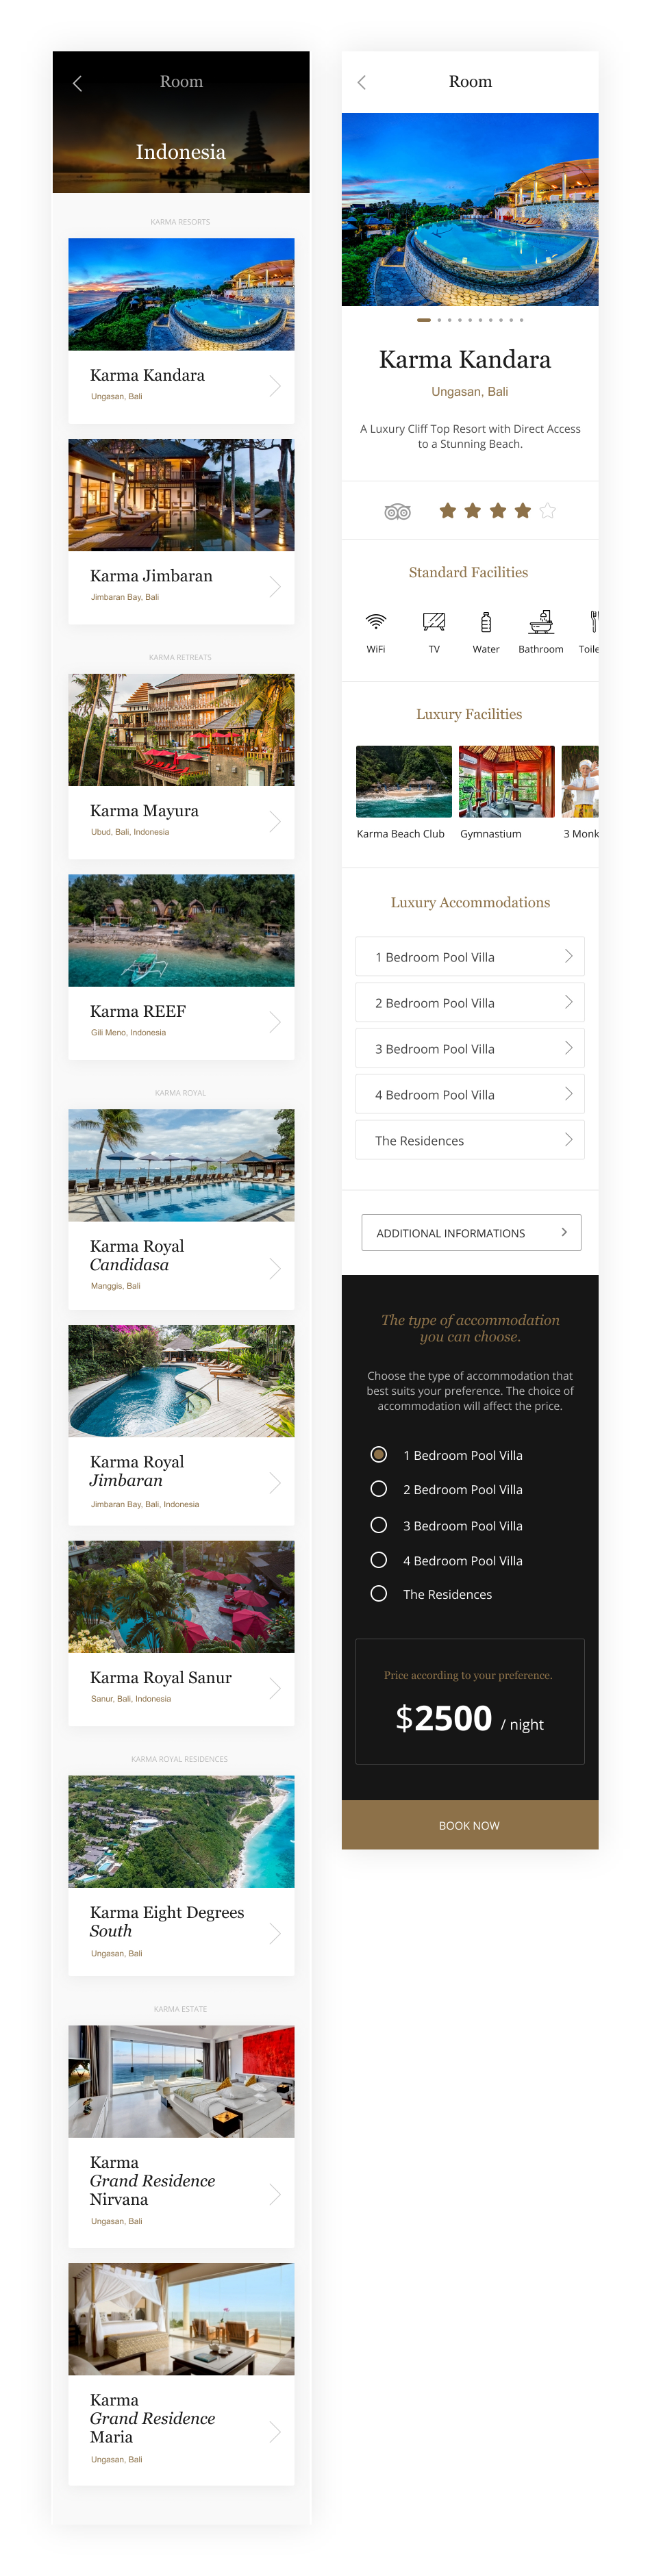 Room
Indonesia
KARMA RESORTS
Karma Kandara
Ungasan, Bali
Karma Jimbaran
Jimbaran Bay, Bali
KARMA RETREATS
Karma Mayura
Ubud, Bali, Indonesia
Karma REEF
Gili Meno, Indonesia
KARMA ROYAL
Karma Royal
Candidasa
Manggis, Bali
Karma Royal
Jimbaran
Jimbaran Bay, Bali, Indonesia
Karma Royal Sanur
Sanur, Bali, Indonesia
KARMA ROYAL RESIDENCES
Karma Eight Degrees
South
Ungasan, Bali
KARMA ESTATE
Karma
Grand Residence
Nirvana
Ungasan, Bali
Karma
Grand Residence
Maria
Ungasan, Bali
Room
Karma Kandara
Ungasan, Bali
A Luxury Cliff Top Resort with Direct Access
to a Stunning Beach.
Standard Facilities
WiFi TV Water Bathroom Toile
Luxury Facilities
Karma Beach Club Gymnastium 3 Monk
Luxury Accommodations
1 Bedroom Pool Villa
2 Bedroom Pool Villa
3 Bedroom Pool Villa
4 Bedroom Pool Villa
The Residences
ADDITIONAL INFORMATIONS
The type of accommodation
you can choose.
Choose the type of accommodation that
best suits your preference. The choice of
accommodation will affect the price.
1 Bedroom Pool Villa
2 Bedroom Pool Villa
3 Bedroom Pool Villa
4 Bedroom Pool Villa
The Residences
Price according to your preference.
$2500 / night
BOOK NOW